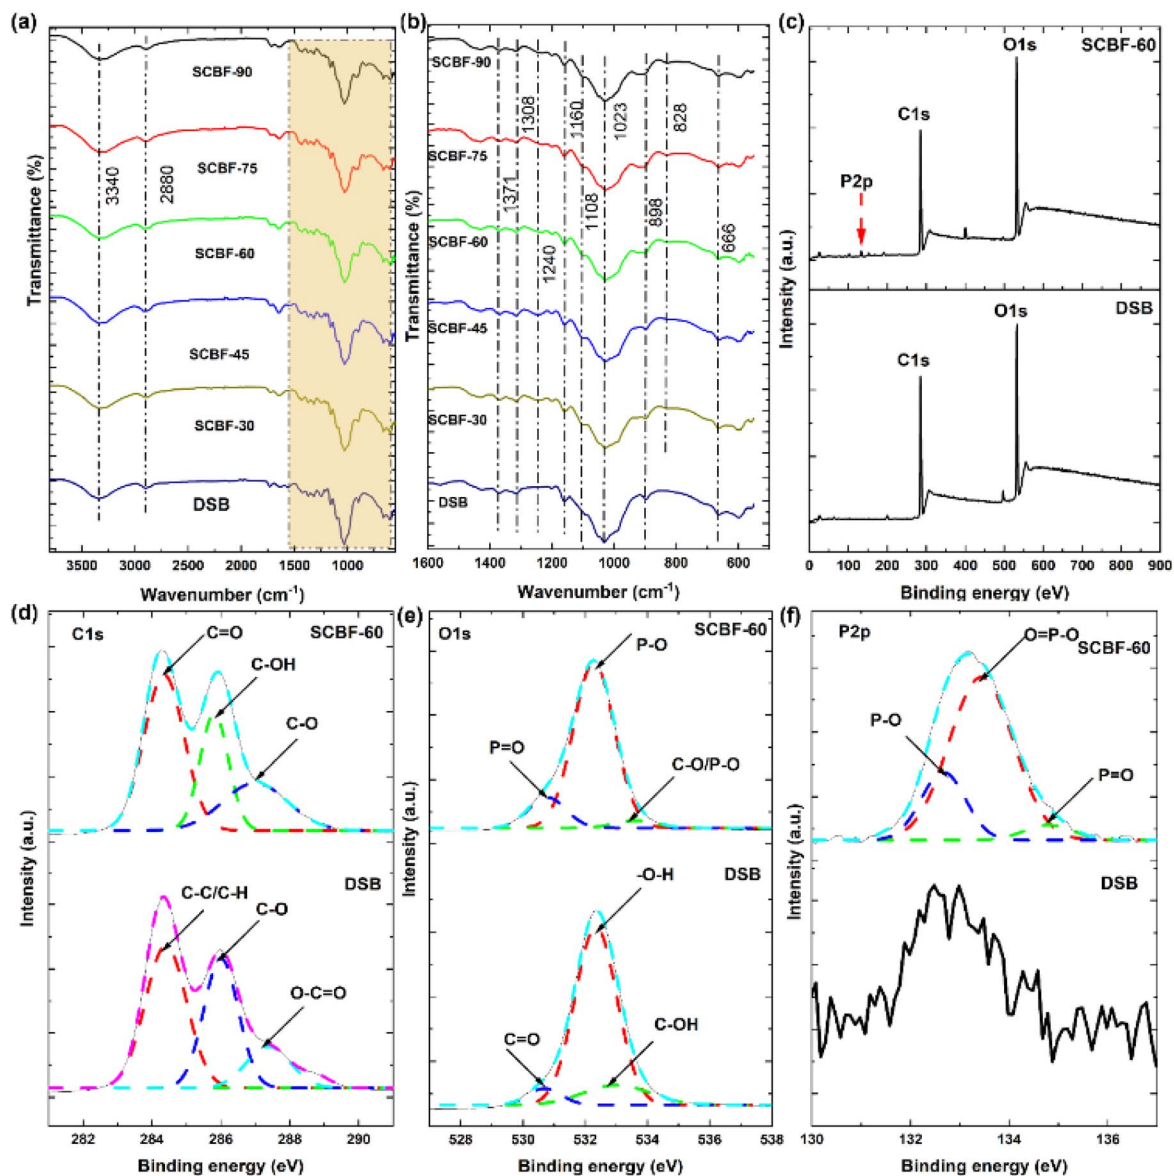 (a)
SCBF-90
SCBF-75
3340
2880
SCBF-60
SCBF-45
SCBF-30
DSB
Transmittance (%)
3500 3000 2500 2000 1500 1000
Wavenumber (cm-1)
(b)
SCBF-90
1308
1160
1023
828
SCBF-75
1371
1108
898
SCBF-60
1240
666
SCBF-45
SCBF-30
DSB
Transmittance (%)
1600 1400 1200 1000 800 600
Wavenumber (cm-1)
(c)
O1s
SCBF-60
C1s
P2p
DSB
O1s
C1s
Intensity (a.u.)
0 100 200 300 400 500 600 700 800 900
Binding energy (eV)
(d)
C1s
C=O
SCBF-60
C-OH
C-O
DSB
C-C/C-H
C-O
O-C=O
Intensity (a.u.)
282 284 286 288 290
Binding energy (eV)
(e)
O1s
SCBF-60
P-O
P=O
C-O/P-O
DSB
-O-H
C=O
C-OH
Intensity (a.u.)
528 530 532 534 536 538
Binding energy (eV)
(f)
P2p
O=P-O
SCBF-60
P-O
P=O
DSB
Intensity (a.u.)
130 132 134 136
Binding energy (eV)